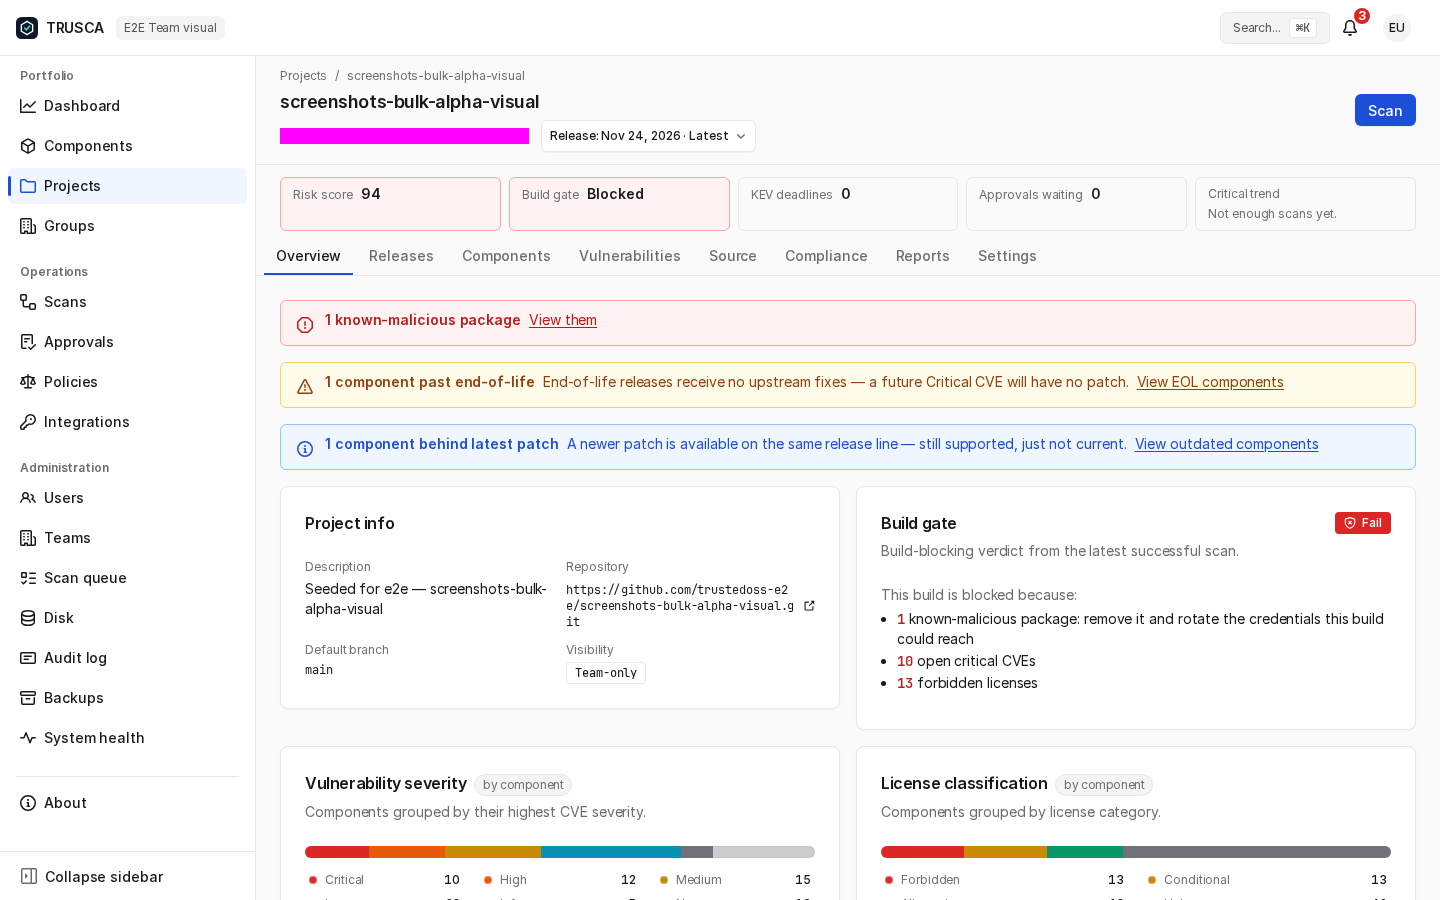 TRUSCA
E2E Team visual
Search...
⌘K
3
EU
Portfolio
Dashboard
Components
Projects
Groups
Operations
Scans
Approvals
Policies
Integrations
Administration
Users
Teams
Scan queue
Disk
Audit log
Backups
System health
About
Collapse sidebar
Projects / screenshots-bulk-alpha-visual
screenshots-bulk-alpha-visual
Release: Nov 24, 2026 · Latest
Scan
Risk score 94
Build gate Blocked
KEV deadlines 0
Approvals waiting 0
Critical trend
Not enough scans yet.
Overview
Releases
Components
Vulnerabilities
Source
Compliance
Reports
Settings
1 known-malicious package View them
1 component past end-of-life End-of-life releases receive no upstream fixes — a future Critical CVE will have no patch. View EOL components
1 component behind latest patch A newer patch is available on the same release line — still supported, just not current. View outdated components
Project info
Description
Seeded for e2e — screenshots-bulk-
alpha-visual
Repository
https://github.com/trustedoss-e2
e/screenshots-bulk-alpha-visual.g
it
Default branch
main
Visibility
Team-only
Build gate
Fail
Build-blocking verdict from the latest successful scan.
This build is blocked because:
1 known-malicious package: remove it and rotate the credentials this build
could reach
10 open critical CVEs
13 forbidden licenses
Vulnerability severity by component
Components grouped by their highest CVE severity.
Critical 10
High 12
Medium 15
License classification by component
Components grouped by license category.
Forbidden 13
Conditional 13